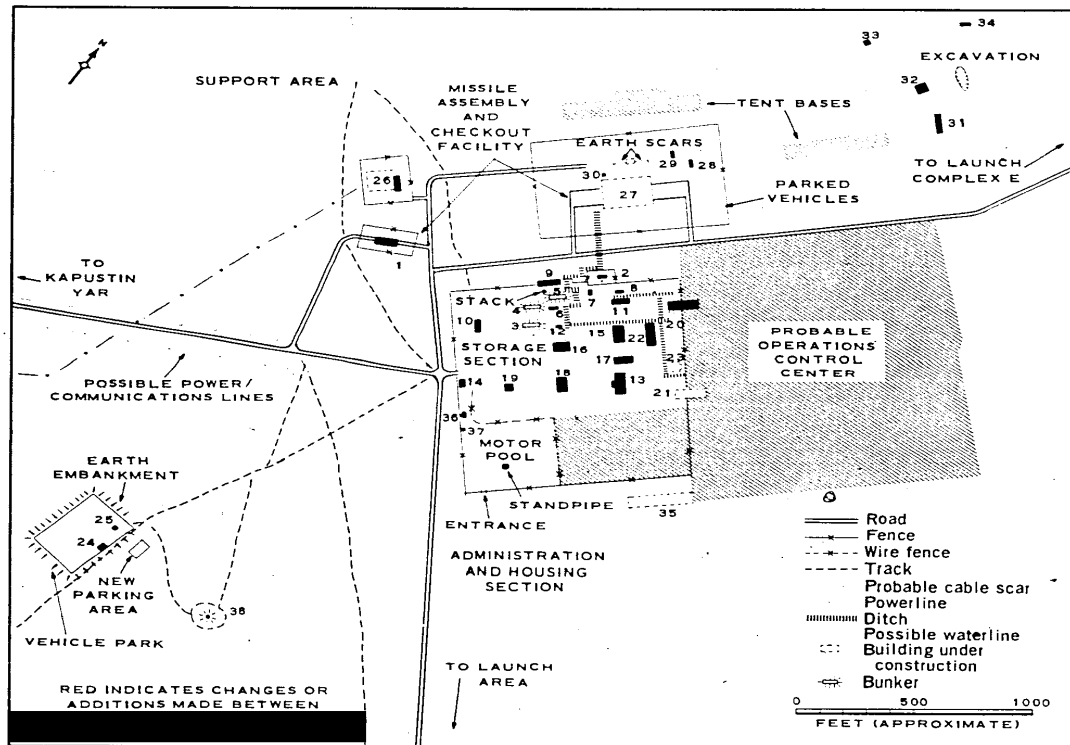 N
33
34
SUPPORT AREA
MISSILE
ASSEMBLY
AND
CHECKOUT
FACILITY
EXCAVATION
32
TENT BASES
31
EARTH SCARS
29
28
30
27
26
TO LAUNCH
COMPLEX E
PARKED
VEHICLES
1
TO
KAPUSTIN
YAR
9
2
STACK
5
7
8
4
6
11
10
3
12
15
22
20
STORAGE
SECTION
16
17
23
PROBABLE
OPERATIONS
CONTROL
CENTER
POSSIBLE POWER/
COMMUNICATIONS LINES
14
19
18
13
21
36
37
MOTOR
POOL
EARTH
EMBANKMENT
STANDPIPE
35
ENTRANCE
25
24
NEW
PARKING
AREA
38
VEHICLE PARK
ADMINISTRATION
AND HOUSING
SECTION
TO LAUNCH
AREA
RED INDICATES CHANGES OR
ADDITIONS MADE BETWEEN
Road
Fence
Wire fence
Track
Probable cable scar
Powerline
Ditch
Possible waterline
Building under
construction
Bunker
0 500 1000
FEET (APPROXIMATE)